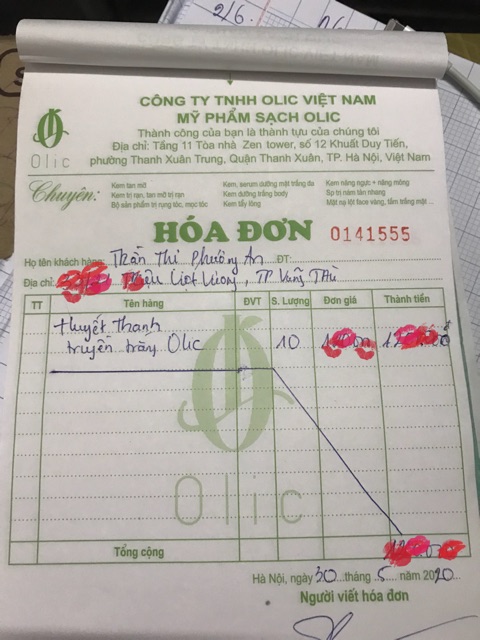 2/6.
Olic
CÔNG TY TNHH OLIC VIỆT NAM
MỸ PHẨM SẠCH OLIC
Thành công của bạn là thành tựu của chúng tôi
Địa chỉ: Tầng 11 Tòa nhà Zen tower, số 12 Khuất Duy Tiến,
phường Thanh Xuân Trung, Quận Thanh Xuân, TP. Hà Nội, Việt Nam
Chuyên:
Kem tan mỡ
Kem trị rạn, tan mỡ trị rạn
Bộ sản phẩm trị rụng tóc, mọc tóc
Kem, serum dưỡng mặt trắng da
Kem dưỡng trắng body
Kem tẩy lông
Kem nâng ngực + nâng mông
Sp trị nám tàn nhang
Mặt nạ lột face vàng, tắm trắng mặt...
HÓA ĐƠN 0141555
Họ tên khách hàng: Trần Thị Phương An ĐT:
Địa chỉ: TP Vũng Tàu
TT Tên hàng ĐVT S. Lượng Đơn giá Thành tiền
Huyết Thanh
truyền trắng Olic 10
Olic
Tổng cộng
Hà Nội, ngày 30 tháng 5 năm 2020
Người viết hóa đơn